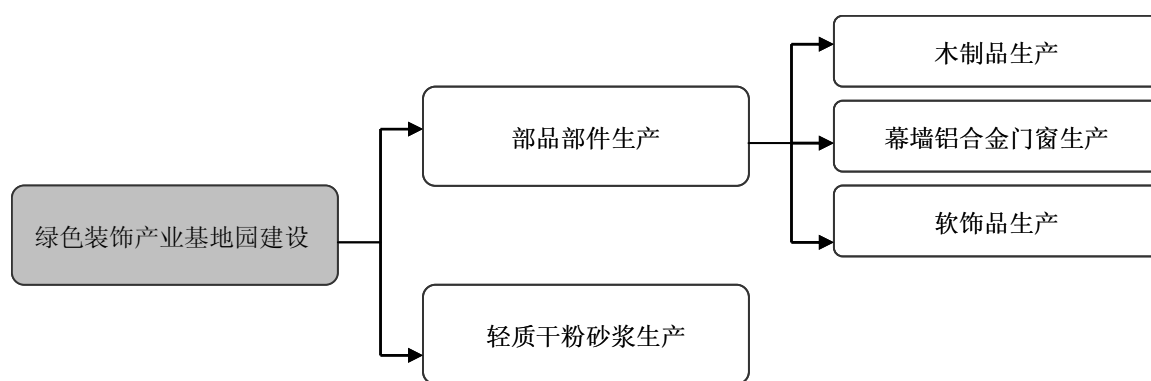 绿色装饰产业基地园建设
部品部件生产
轻质干粉砂浆生产
木制品生产
幕墙铝合金门窗生产
软饰品生产